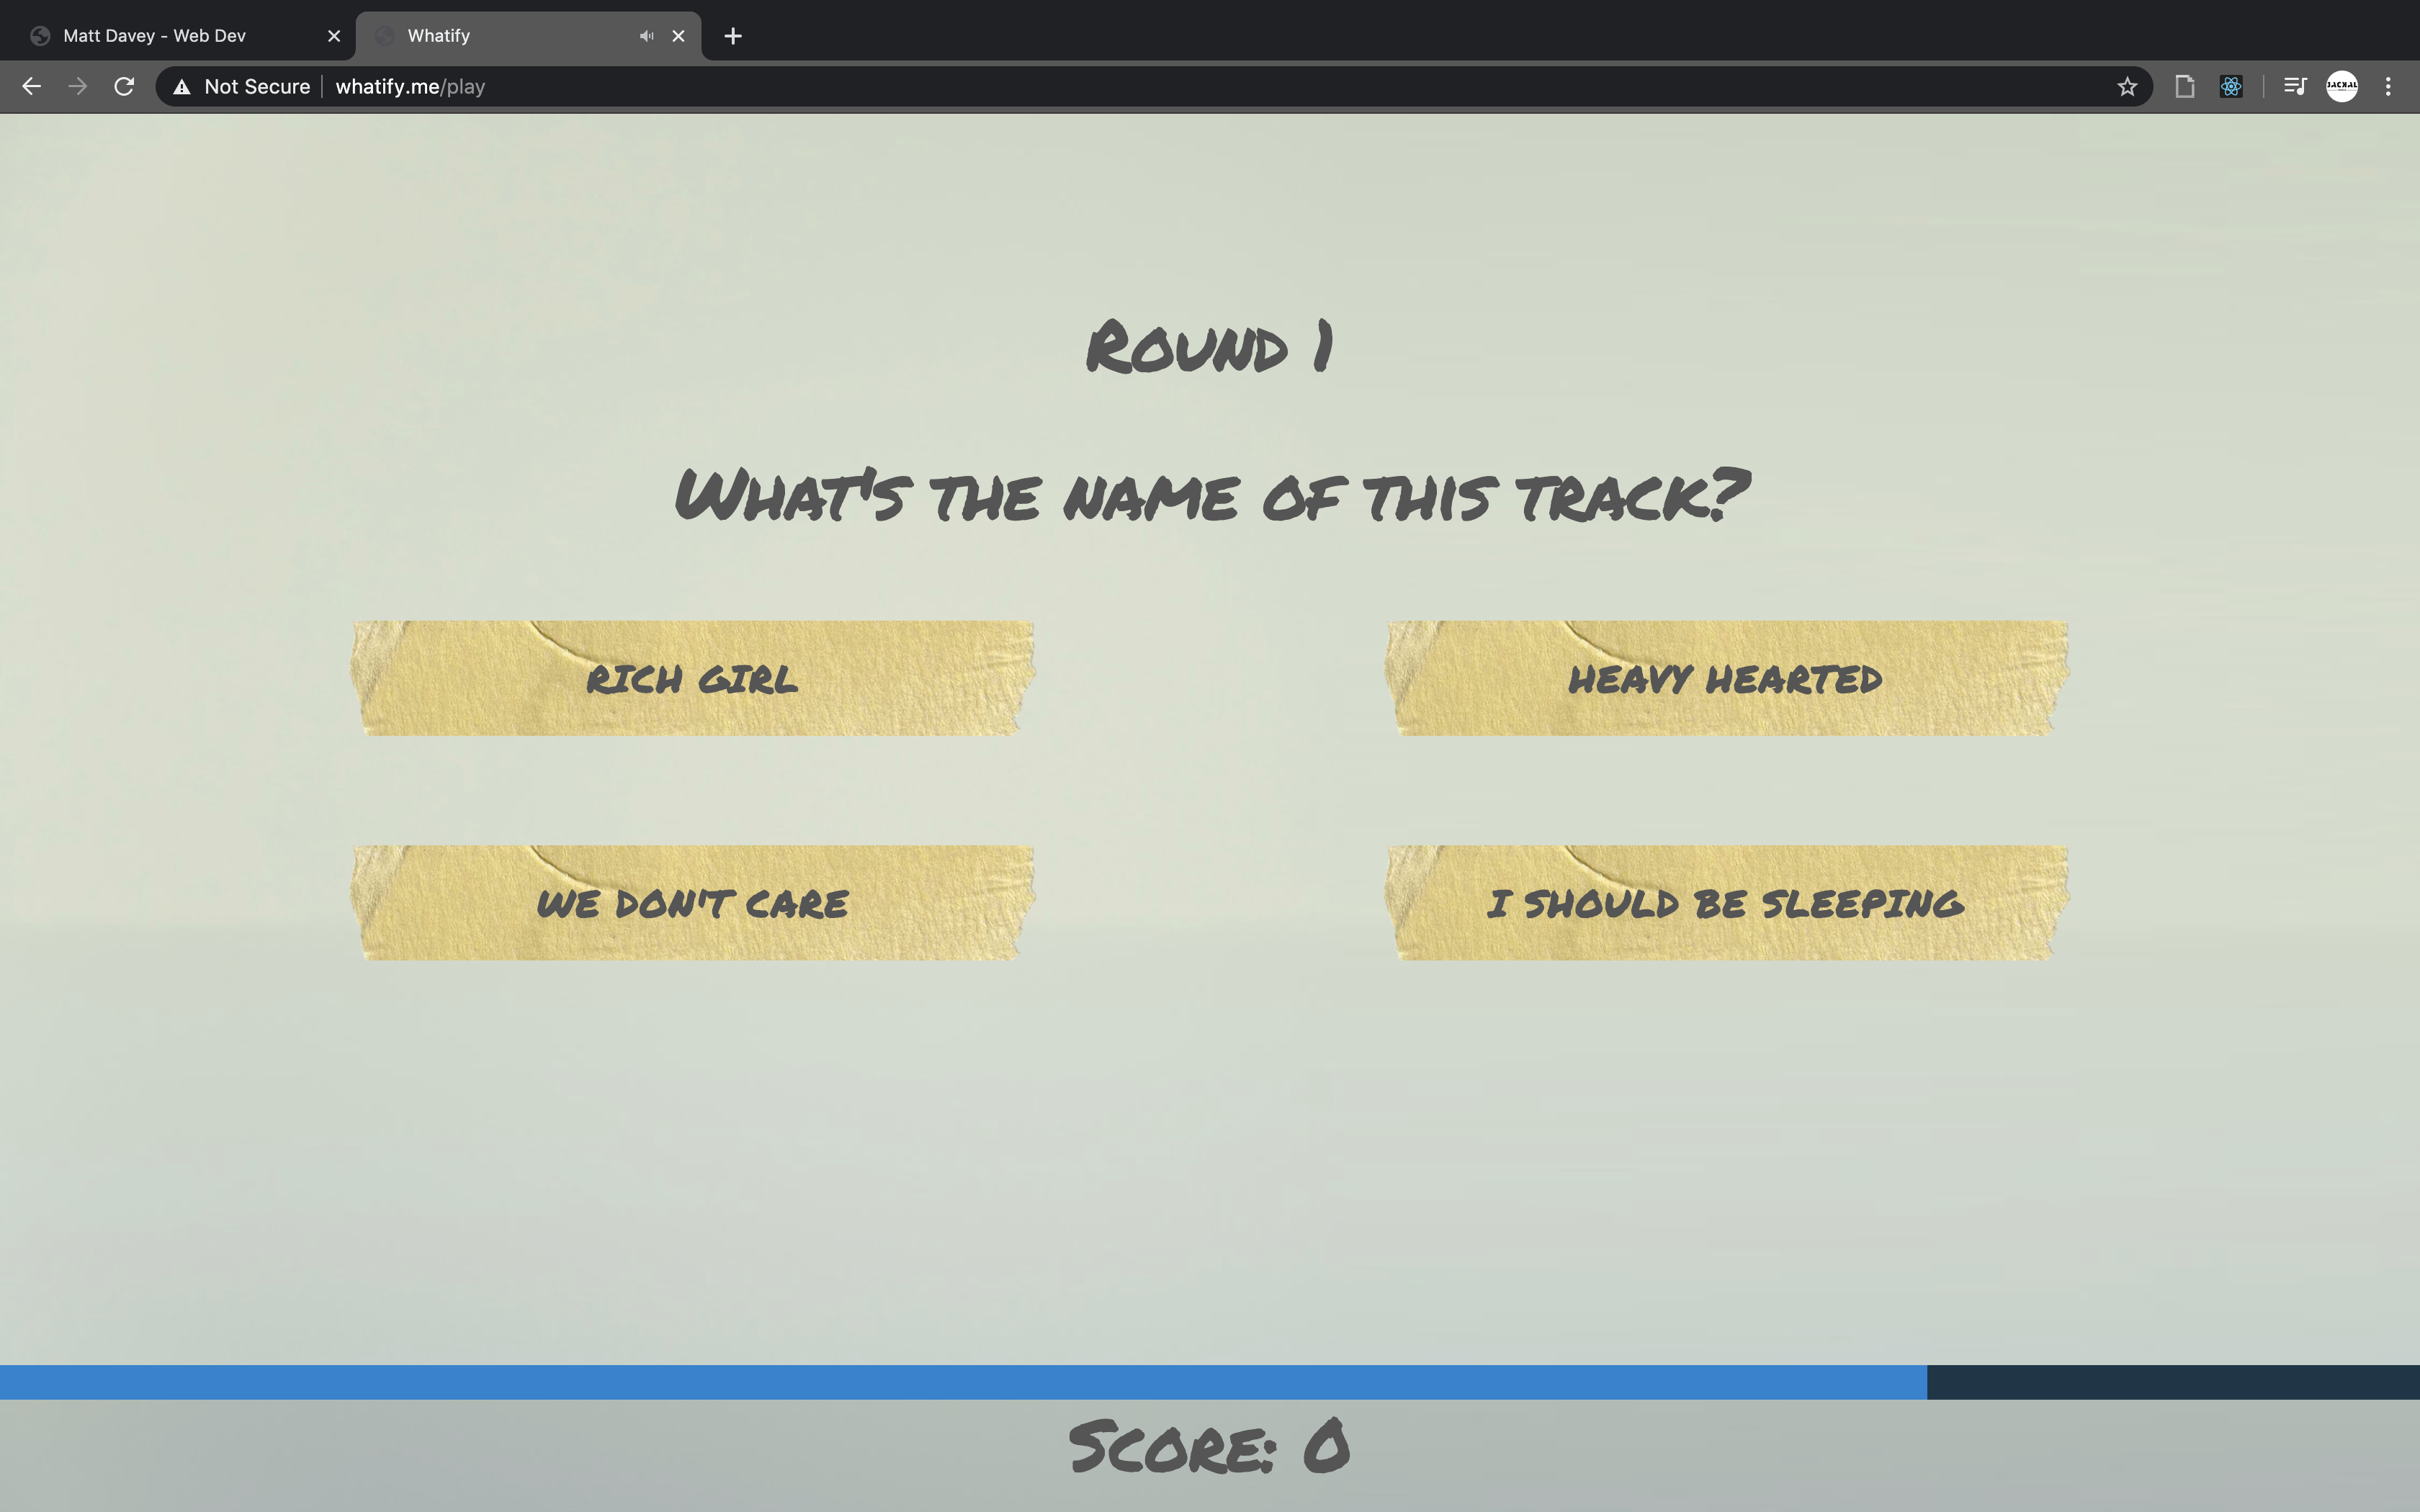 Matt Davey - Web Dev
Whatify
Not Secure
whatify.me/play
JACKAL
Round 1
What's the name of this track?
RICH GIRL
HEAVY HEARTED
WE DON'T CARE
I SHOULD BE SLEEPING
Score: 0